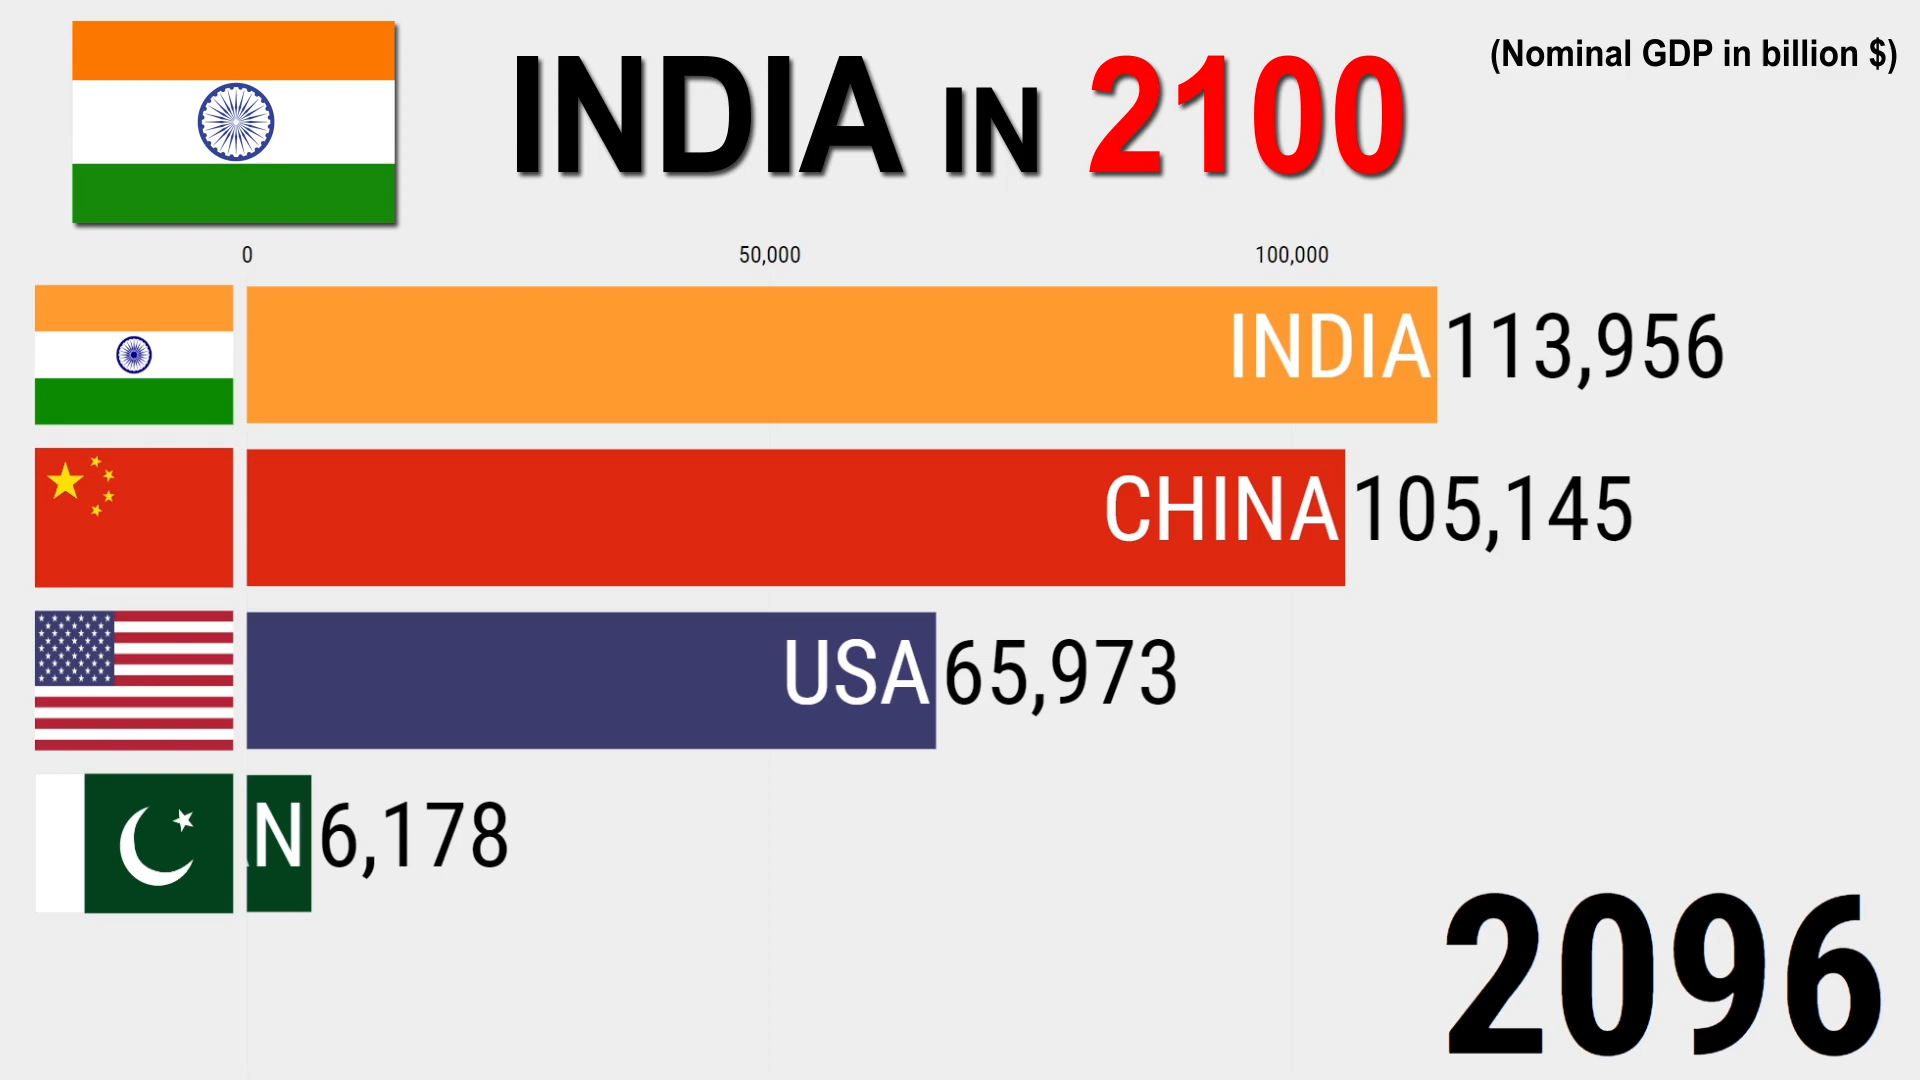 INDIA IN 2100
(Nominal GDP in billion $)
0 50,000 100,000
INDIA 113,956
CHINA 105,145
USA 65,973
N 6,178
2096